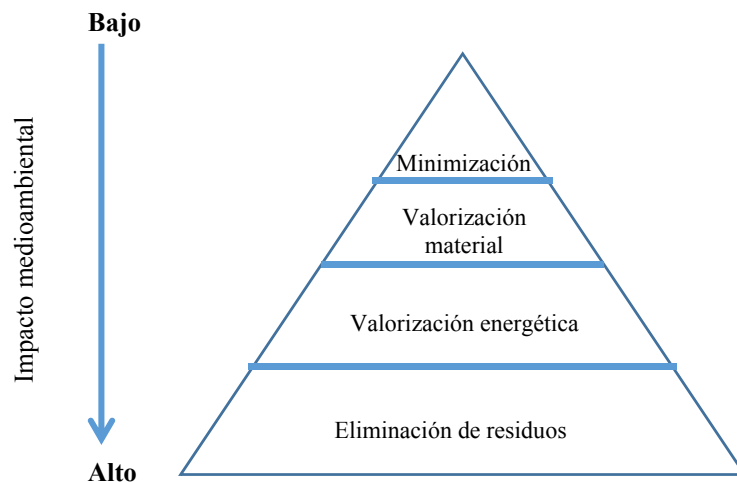 Bajo
Impacto medioambiental
Minimización
Valorización
material
Valorización energética
Eliminación de residuos
Alto